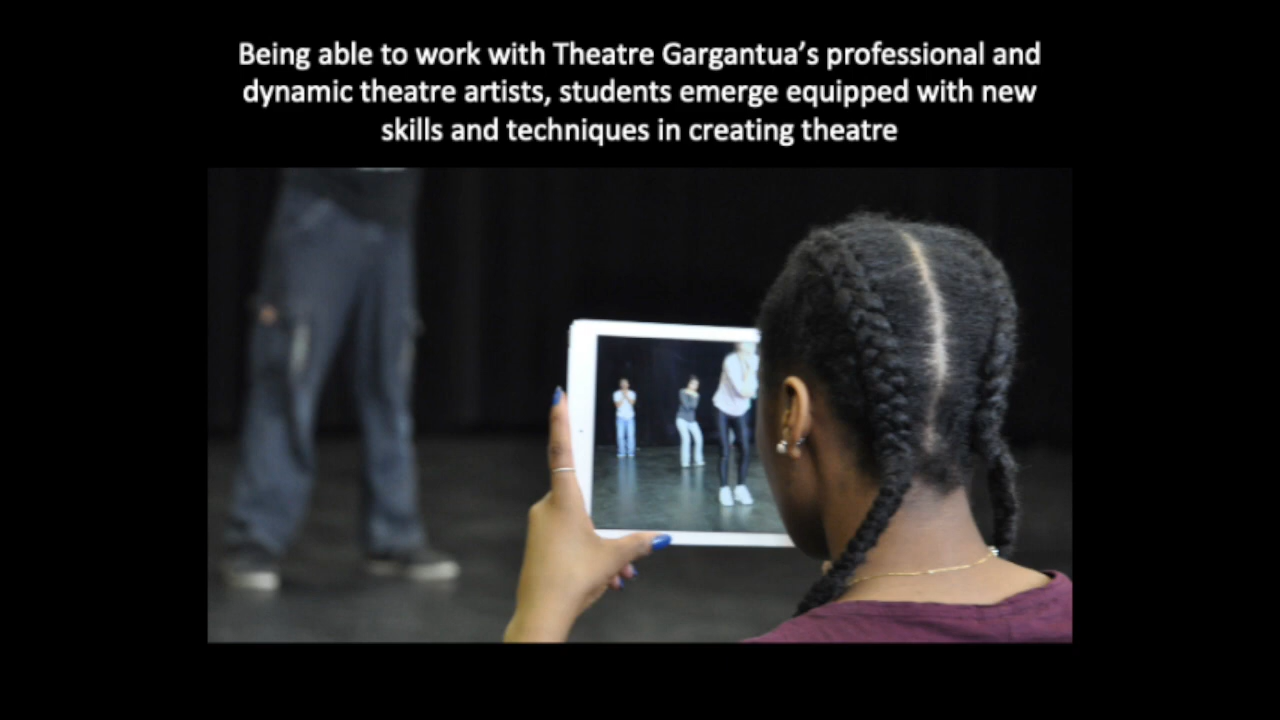 Being able to work with Theatre Gargantua’s professional and
dynamic theatre artists, students emerge equipped with new
skills and techniques in creating theatre